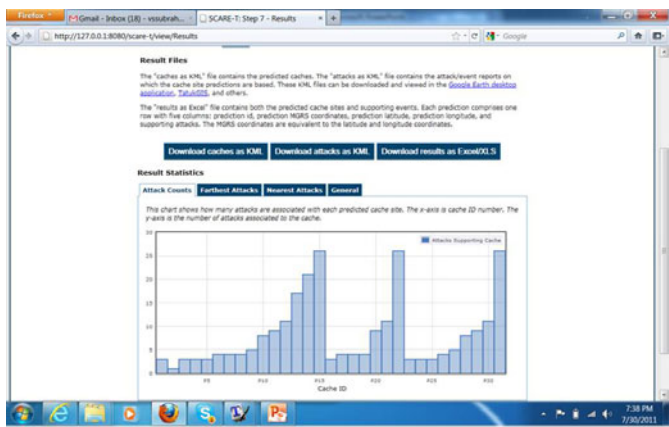 Firefox
Gmail - Inbox (18) - vssubrah...
SCARE-T: Step 7 - Results
http://127.0.0.1:8080/scare-t/view/Results
Google
Result Files
The "caches as KML" file contains the predicted caches. The "attacks as KML" file contains the attack/event reports on
which the cache site predictions are based. These KML files can be downloaded and viewed in the Google Earth desktop
application, TatukGIS, and others.
The "results as Excel" file contains both the predicted cache sites and supporting events. Each prediction comprises one
row with five columns: prediction id, prediction MGRS coordinates, prediction latitude, prediction longitude, and
supporting attacks. The MGRS coordinates are equivalent to the latitude and longitude coordinates.
Download caches as KML Download attacks as KML Download results as Excel/XLS
Result Statistics
Attack Counts Farthest Attacks Nearest Attacks General
This chart shows how many attacks are associated with each predicted cache site. The x-axis is cache ID number. The
y-axis is the number of attacks associated to the cache.
30
Attacks Supporting Cache
25
20
15
10
5
0
P5 P10 P15 P20 P25 P30
Cache ID
7:38 PM
7/30/2011